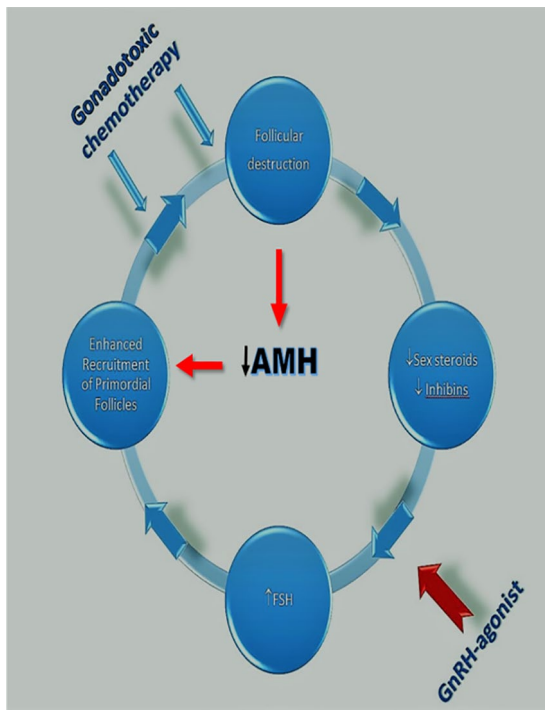 Gonadotoxic
chemotherapy
Follicular
destruction
↓AMH
Enhanced
Recruitment
of Primordial
Follicles
↓Sex steroids
↓ Inhibins
↑FSH
GnRH-agonist